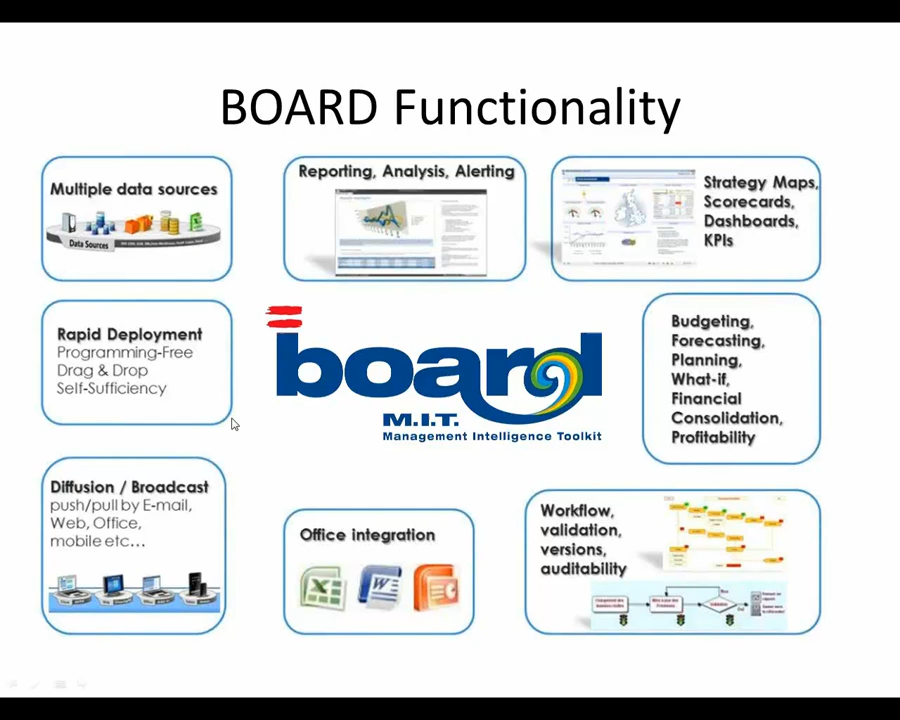 BOARD Functionality
Multiple data sources
Data Sources
Reporting, Analysis, Alerting
Strategy Maps,
Scorecards,
Dashboards,
KPIs
Rapid Deployment
Programming-Free
Drag & Drop
Self-Sufficiency
board
M.I.T.
Management Intelligence Toolkit
Budgeting,
Forecasting,
Planning,
What-if,
Financial
Consolidation,
Profitability
Diffusion / Broadcast
push/pull by E-mail,
Web, Office,
mobile etc...
Office integration
Workflow,
validation,
versions,
auditability